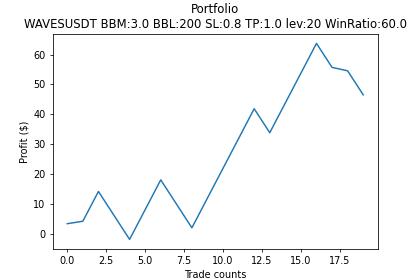 Portfolio
WAVESUSDT BBM:3.0 BBL:200 SL:0.8 TP:1.0 lev:20 WinRatio:60.0
60
50
40
30
20
10
0
Profit ($)
0.0 2.5 5.0 7.5 10.0 12.5 15.0 17.5
Trade counts